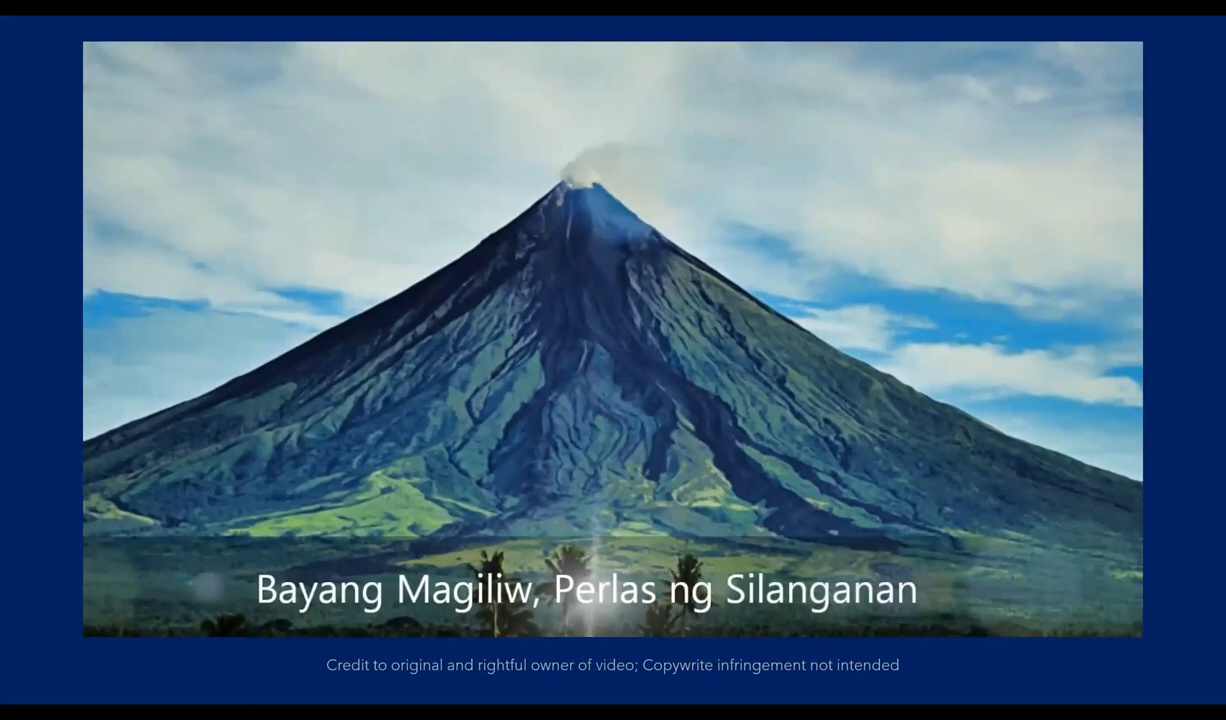 Bayang Magiliw, Perlas ng Silanganan
Credit to original and rightful owner of video; Copywrite infringement not intended